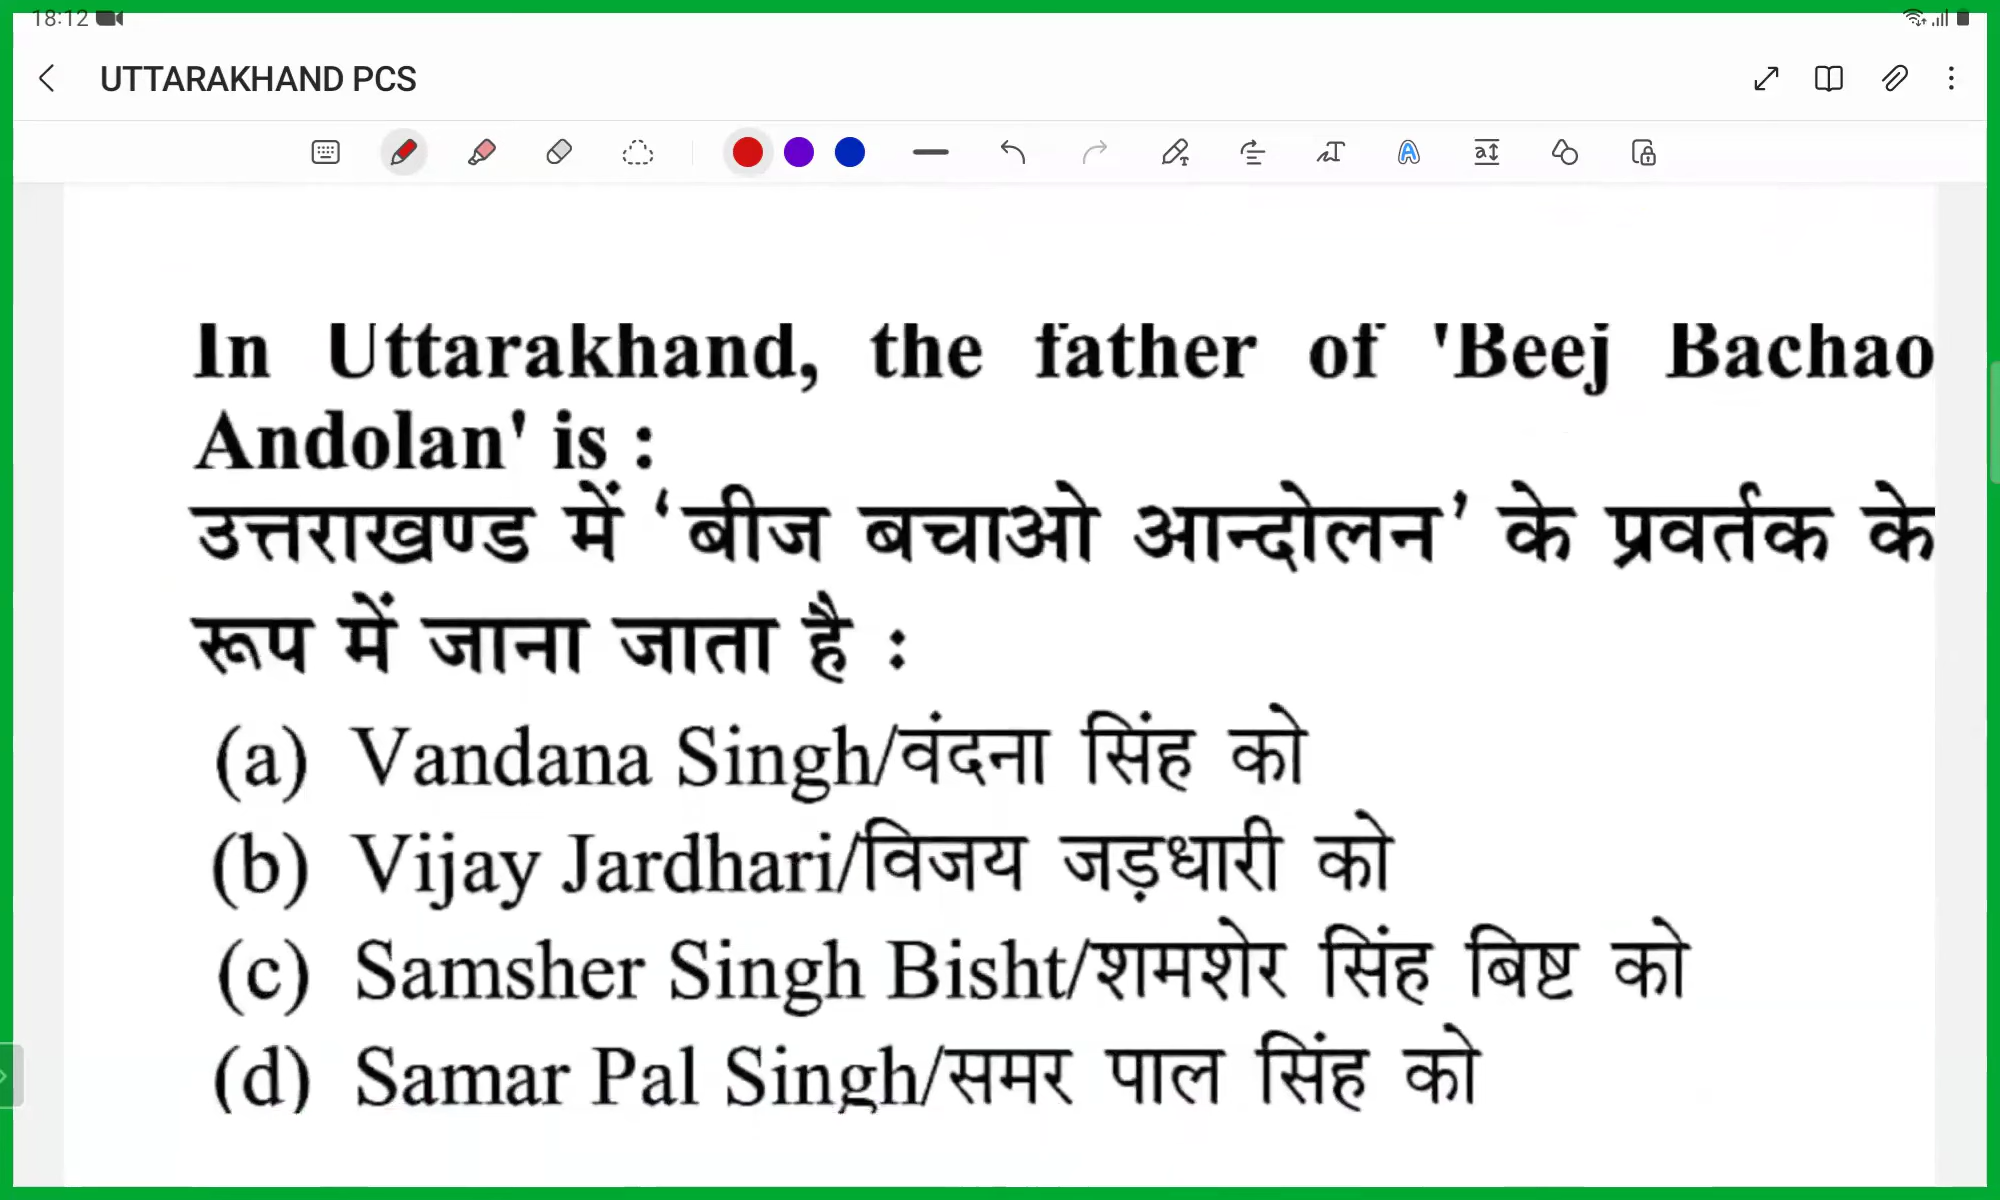 18:12
UTTARAKHAND PCS
In Uttarakhand, the father of 'Beej Bachao
Andolan' is :
उत्तराखण्ड में ‘बीज बचाओ आन्दोलन’ के प्रवर्तक के
रूप में जाना जाता है :
(a) Vandana Singh/वंदना सिंह को
(b) Vijay Jardhari/विजय जड़धारी को
(c) Samsher Singh Bisht/शमशेर सिंह बिष्ट को
(d) Samar Pal Singh/समर पाल सिंह को